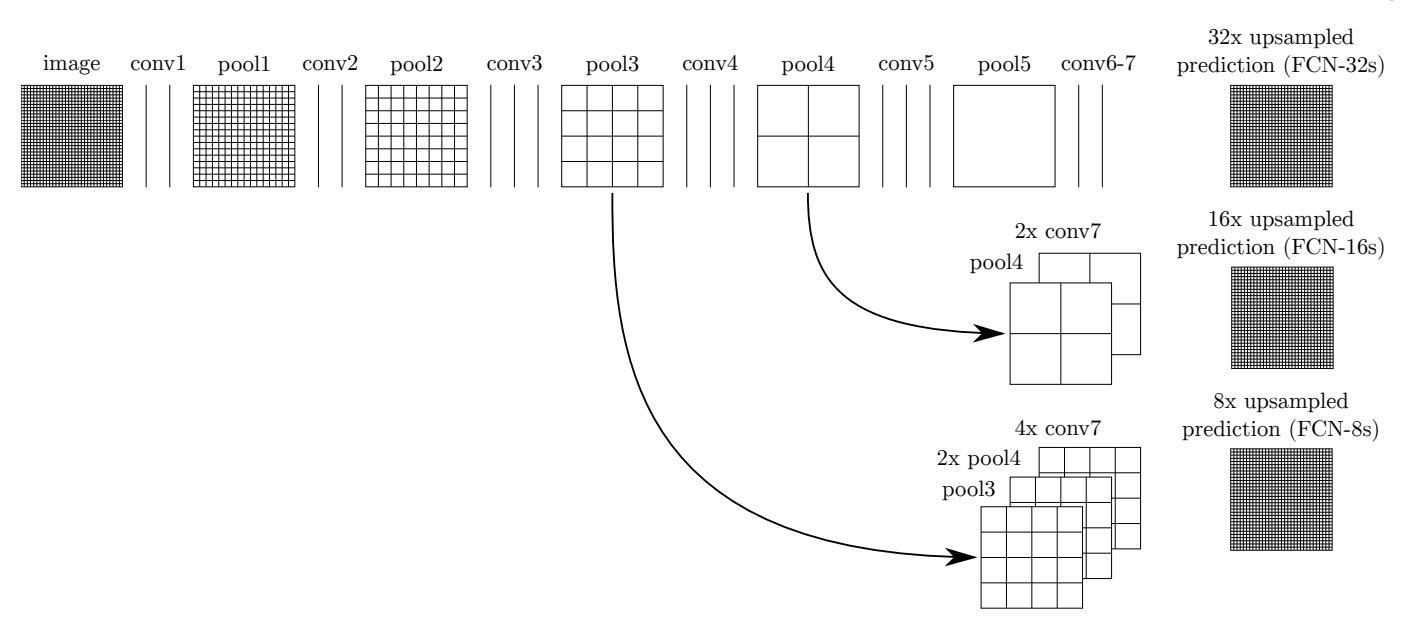 image
conv1
pool1
conv2
pool2
conv3
pool3
conv4
pool4
conv5
pool5
conv6-7
32x upsampled
prediction (FCN-32s)
2x conv7
pool4
16x upsampled
prediction (FCN-16s)
4x conv7
2x pool4
pool3
8x upsampled
prediction (FCN-8s)